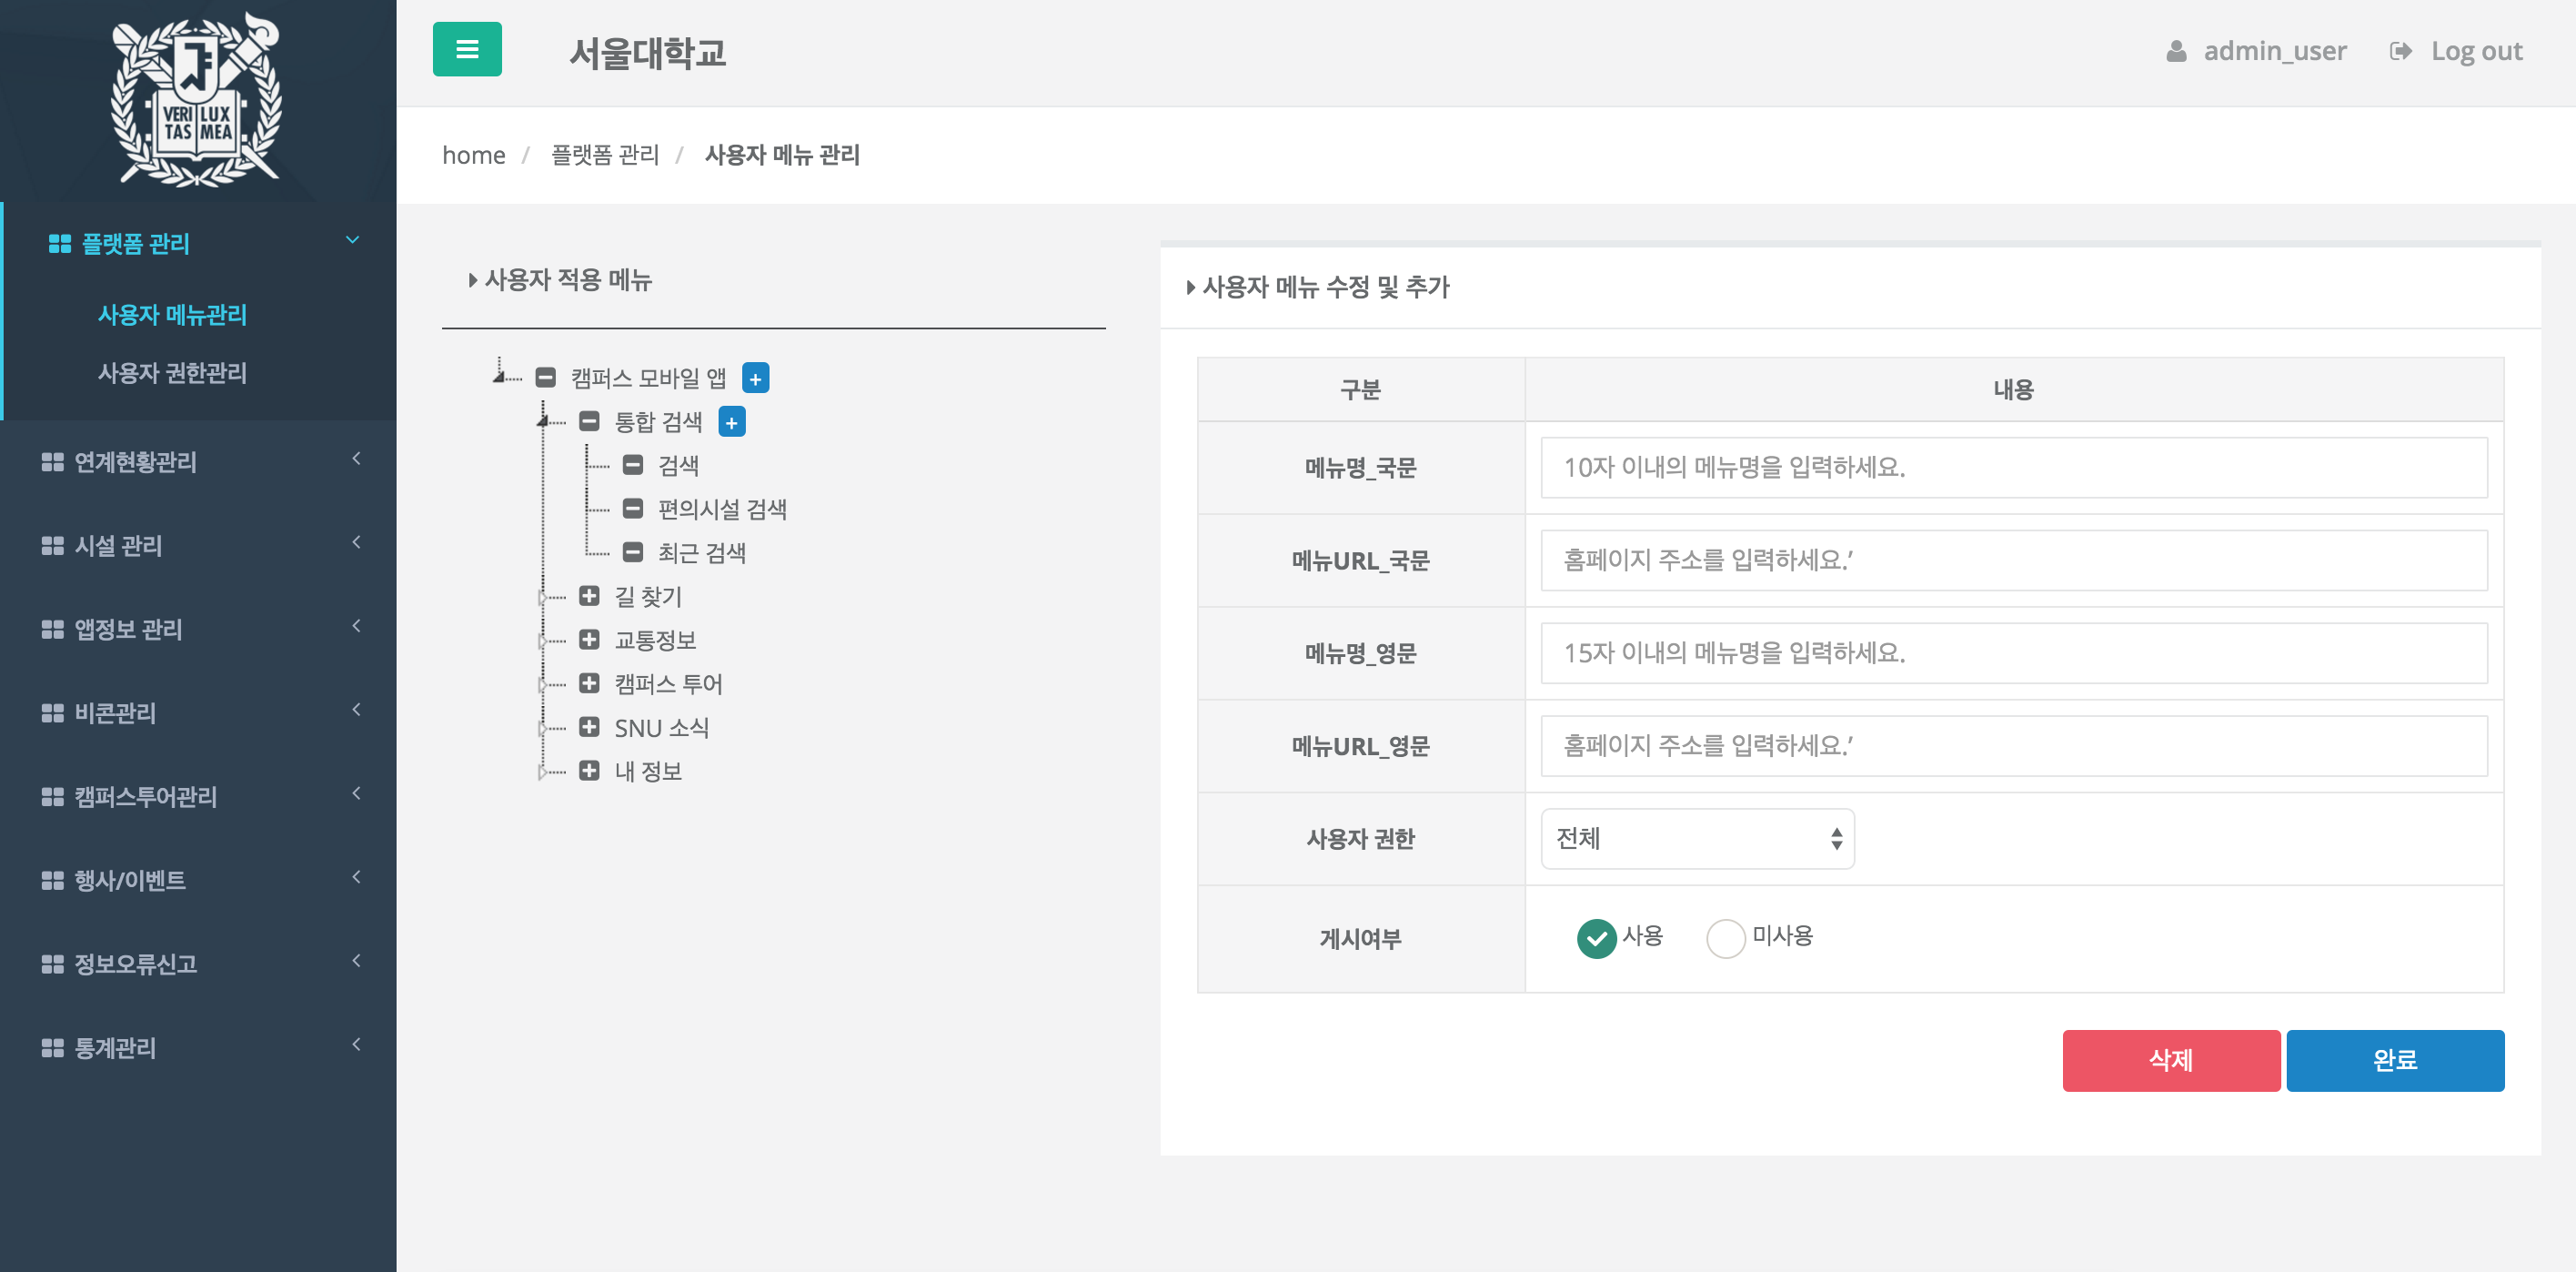 VERI LUX
TAS MEA
서울대학교
admin_user
Log out
home / 플랫폼 관리 / 사용자 메뉴 관리
플랫폼 관리
사용자 메뉴관리
사용자 권한관리
연계현황관리
시설 관리
앱정보 관리
비콘관리
캠퍼스투어관리
행사/이벤트
정보오류신고
통계관리
사용자 적용 메뉴
캠퍼스 모바일 앱 +
통합 검색 +
검색
편의시설 검색
최근 검색
길 찾기
교통정보
캠퍼스 투어
SNU 소식
내 정보
사용자 메뉴 수정 및 추가
구분 내용
메뉴명_국문 10자 이내의 메뉴명을 입력하세요.
메뉴URL_국문 홈페이지 주소를 입력하세요.’
메뉴명_영문 15자 이내의 메뉴명을 입력하세요.
메뉴URL_영문 홈페이지 주소를 입력하세요.’
사용자 권한 전체
게시여부 사용 미사용
삭제 완료